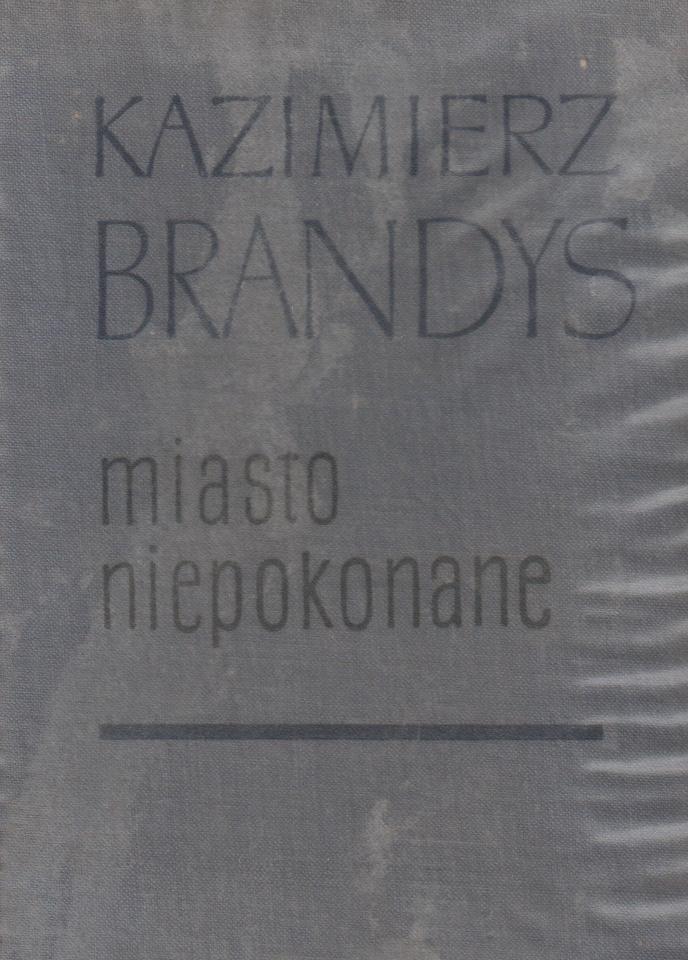 KAZIMIERZ
BRANDYS
miasto
niepokonane